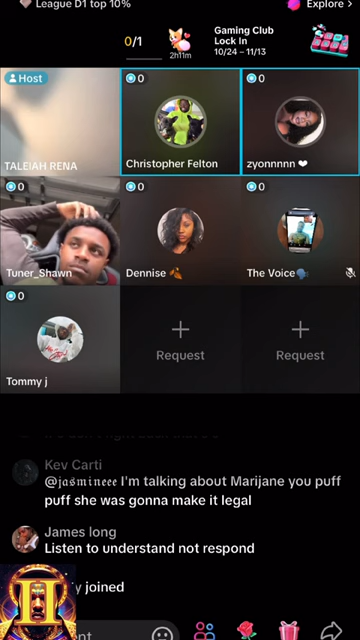 League D1 top 10%
Explore >
0/1
2h11m
Gaming Club
Lock In
10/24 – 11/13
Host
TALEIAH RENA
0
Christopher Felton
0
zyonnnnn ❤
0
Tuner_Shawn
0
Dennise 🍂
0
The Voice🗣
0
Tommy j
+
Request
+
Request
Kev Carti
@𝔧𝔞𝔰𝔪𝔦𝔫𝔢𝔢𝔢 I'm talking about Marijane you puff
puff she was gonna make it legal
James long
Listen to understand not respond
joined